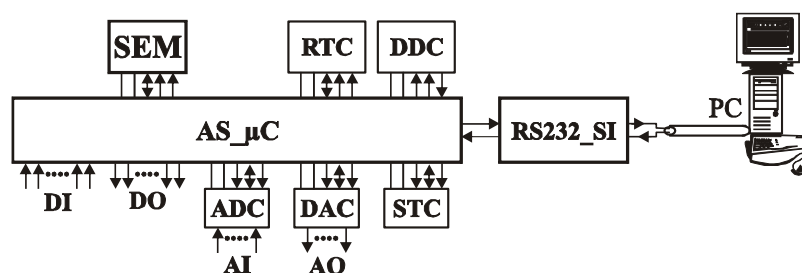 SEM
RTC
DDC
PC
AS_µC
RS232_SI
DI
DO
ADC
DAC
STC
AI
AO